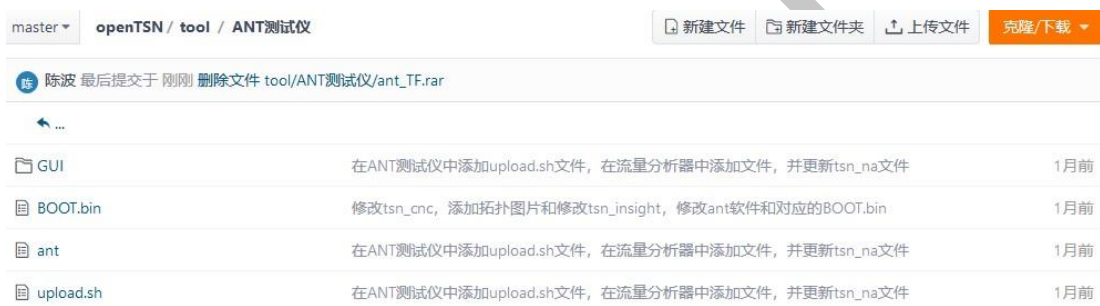 master openTSN / tool / ANT测试仪 新建文件 新建文件夹 上传文件 克隆/下载
陈 陈波 最后提交于 刚刚 删除文件 tool/ANT测试仪/ant_TF.rar
...
GUI 在ANT测试仪中添加upload.sh文件，在流量分析器中添加文件，并更新tsn_na文件 1月前
BOOT.bin 修改tsn_cnc，添加拓扑图片和修改tsn_insight，修改ant软件和对应的BOOT.bin 1月前
ant 在ANT测试仪中添加upload.sh文件，在流量分析器中添加文件，并更新tsn_na文件 1月前
upload.sh 在ANT测试仪中添加upload.sh文件，在流量分析器中添加文件，并更新tsn_na文件 1月前